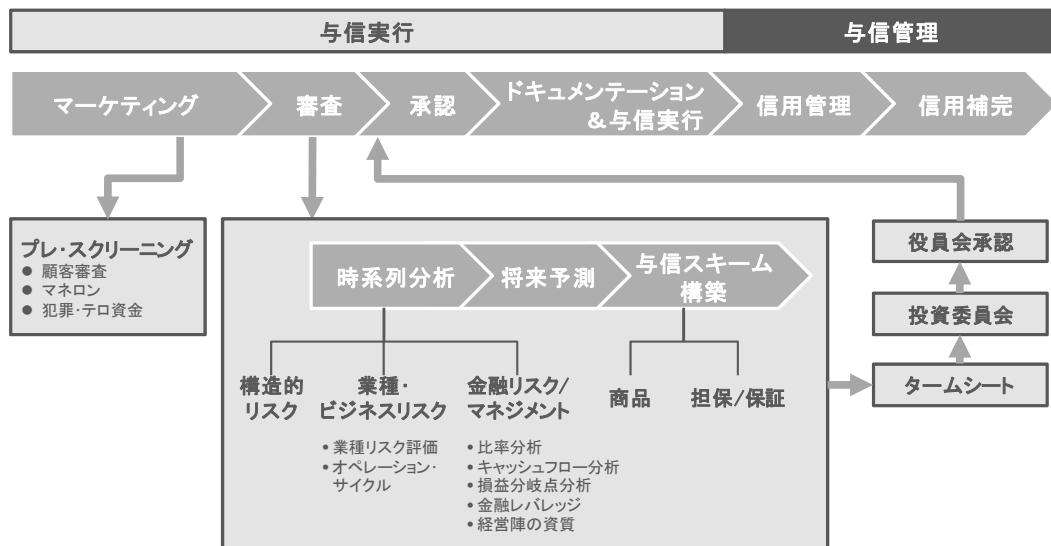 与信実行
与信管理
マーケティング
審査
承認
ドキュメンテーション
&与信実行
信用管理
信用補完
プレ・スクリーニング
● 顧客審査
● マネロン
● 犯罪・テロ資金
時系列分析
将来予測
与信スキーム
構築
構造的
リスク
業種・
ビジネスリスク
• 業種リスク評価
• オペレーション・
サイクル
金融リスク/
マネジメント
• 比率分析
• キャッシュフロー分析
• 損益分岐点分析
• 金融レバレッジ
• 経営陣の資質
商品
担保/保証
役員会承認
投資委員会
タームシート